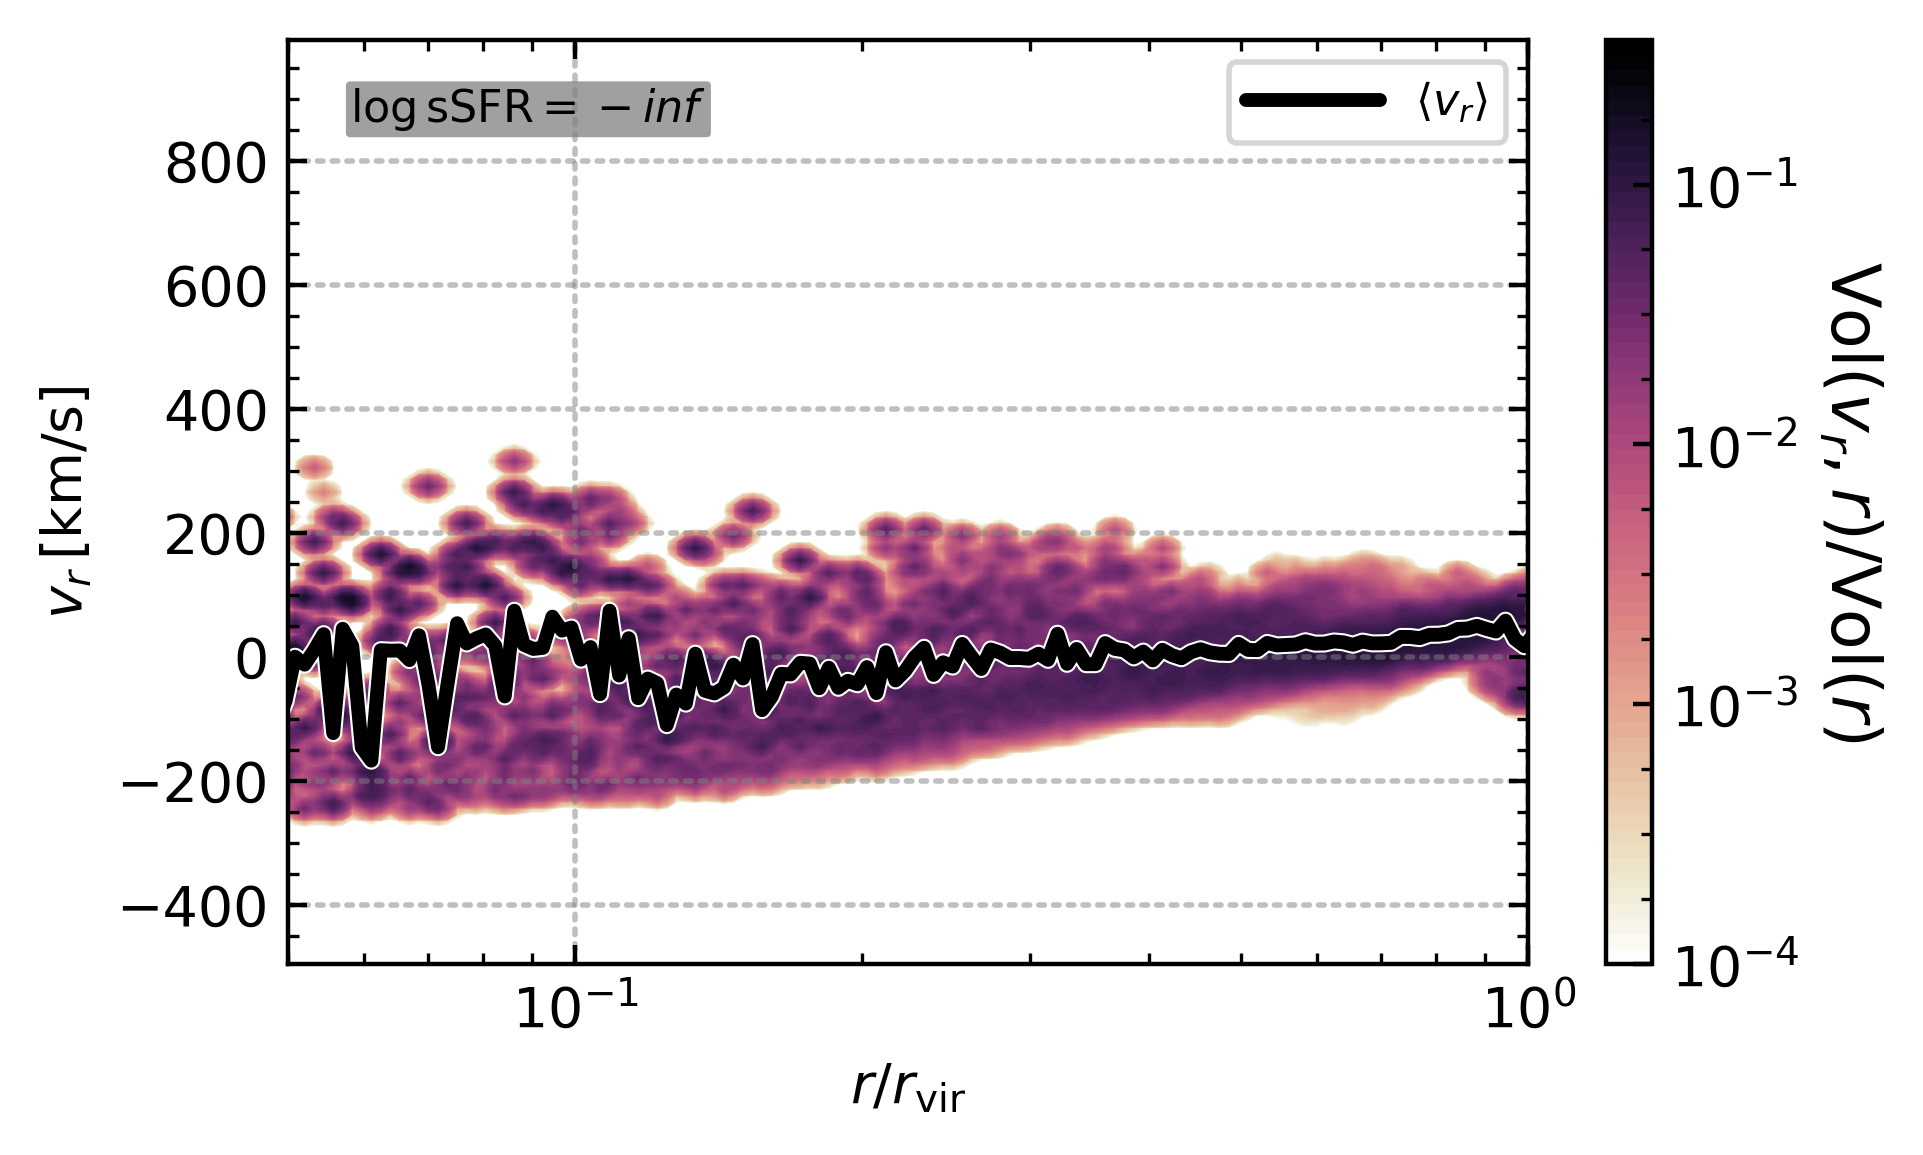 log sSFR = −inf
⟨v_r⟩
800
600
400
200
0
−200
−400
v_r [km/s]
10^−1
10^0
r/r_vir
10^−1
10^−2
10^−3
10^−4
Vol(v_r, r)/Vol(r)